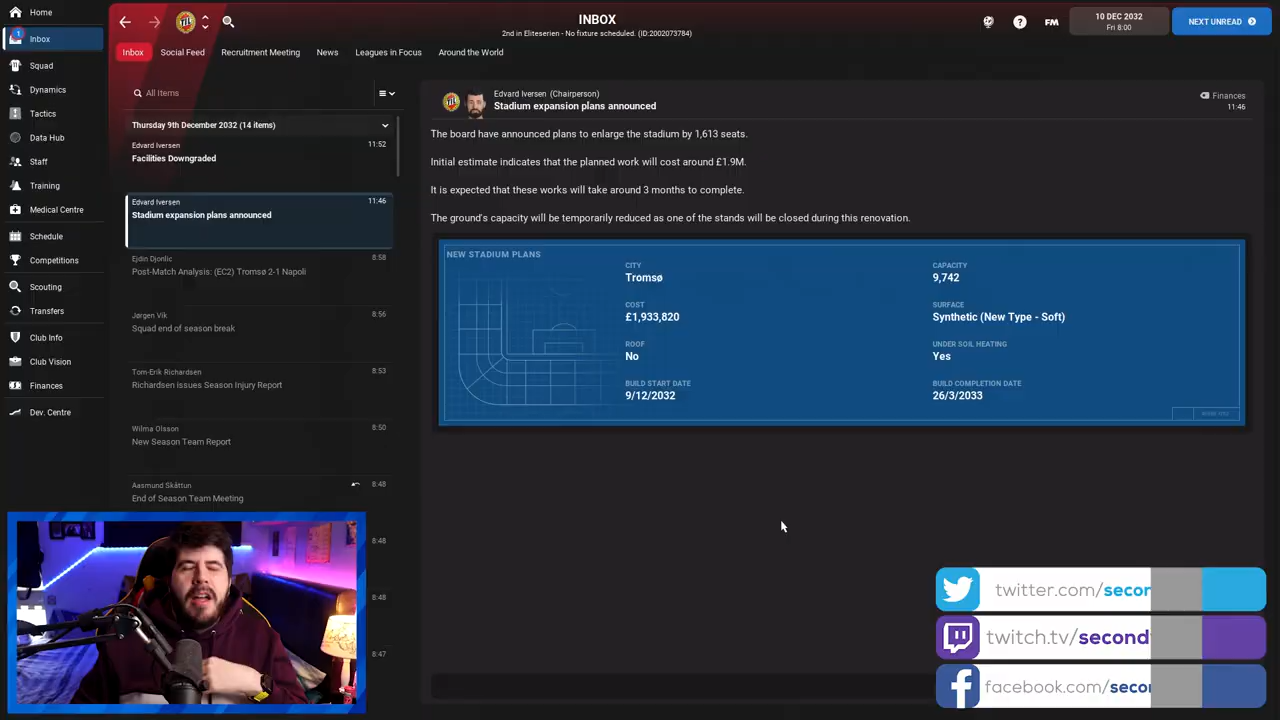 Home
1
Inbox
Squad
Dynamics
Tactics
Data Hub
Staff
Training
Medical Centre
Schedule
Competitions
Scouting
Transfers
Club Info
Club Vision
Finances
Dev. Centre
TIL
INBOX
2nd in Eliteserien - No fixture scheduled. (ID:2002073784)
?
FM
10 DEC 2032
Fri 8:00
NEXT UNREAD
Inbox
Social Feed
Recruitment Meeting
News
Leagues in Focus
Around the World
All Items
Thursday 9th December 2032 (14 items)
Edvard Iversen
11:52
Facilities Downgraded
Edvard Iversen
11:46
Stadium expansion plans announced
Ejdin Djonlic
8:58
Post-Match Analysis: (EC2) Tromsø 2-1 Napoli
Jørgen Vik
8:56
Squad end of season break
Tom-Erik Richardsen
8:53
Richardsen issues Season Injury Report
Wilma Olsson
8:50
New Season Team Report
Aasmund Skåttun
8:48
End of Season Team Meeting
8:48
8:48
8:47
TIL
Edvard Iversen (Chairperson)
Stadium expansion plans announced
Finances
11:46
The board have announced plans to enlarge the stadium by 1,613 seats.
Initial estimate indicates that the planned work will cost around £1.9M.
It is expected that these works will take around 3 months to complete.
The ground's capacity will be temporarily reduced as one of the stands will be closed during this renovation.
NEW STADIUM PLANS
CITY
Tromsø
CAPACITY
9,742
COST
£1,933,820
SURFACE
Synthetic (New Type - Soft)
ROOF
No
UNDER SOIL HEATING
Yes
BUILD START DATE
9/12/2032
BUILD COMPLETION DATE
26/3/2033
twitter.com/secor
twitch.tv/second
facebook.com/seco